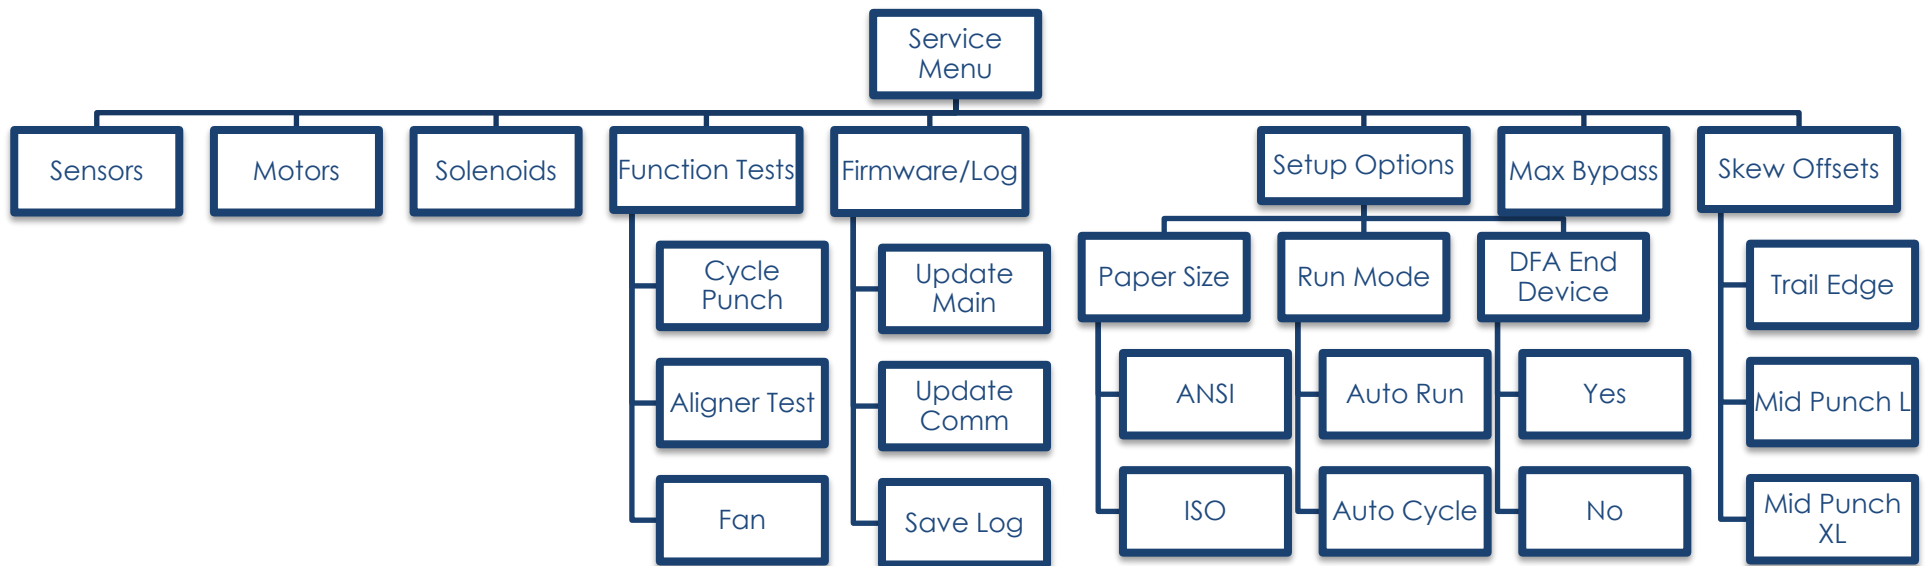 Service
Menu
Sensors
Motors
Solenoids
Function Tests
Firmware/Log
Setup Options
Max Bypass
Skew Offsets
Cycle
Punch
Aligner Test
Fan
Update
Main
Update
Comm
Save Log
Paper Size
ANSI
ISO
Run Mode
Auto Run
Auto Cycle
DFA End
Device
Yes
No
Trail Edge
Mid Punch L
Mid Punch
XL